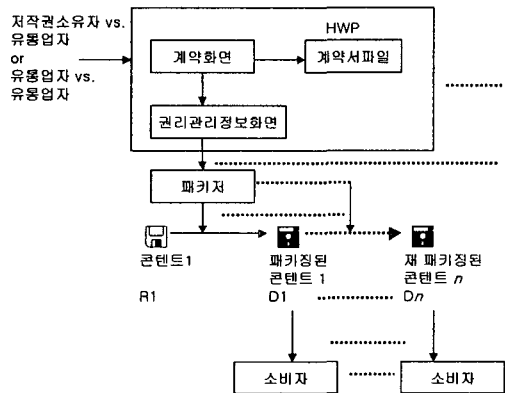 저작권소유자 vs.
유통업자
or
유통업자 vs.
유통업자
HWP
계약화면
계약서파일
권리관리정보화면
패키저
콘텐트1
패키징된
콘텐트 1
재 패키징된
콘텐트 n
R1
D1
Dn
소비자
소비자